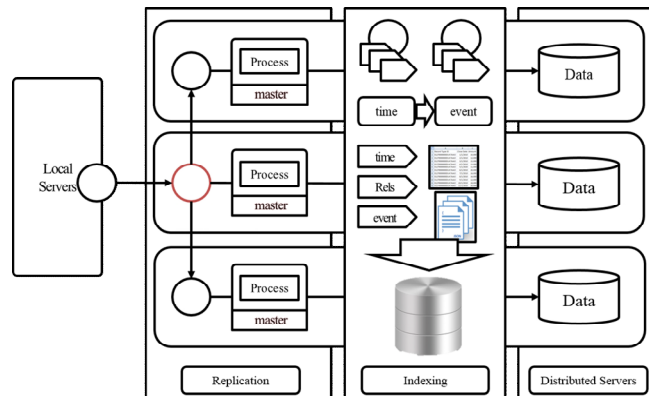 Local
Servers
Process
master
Process
master
Process
master
Replication
time
event
time
Rels
event
Indexing
Data
Data
Data
Distributed Servers